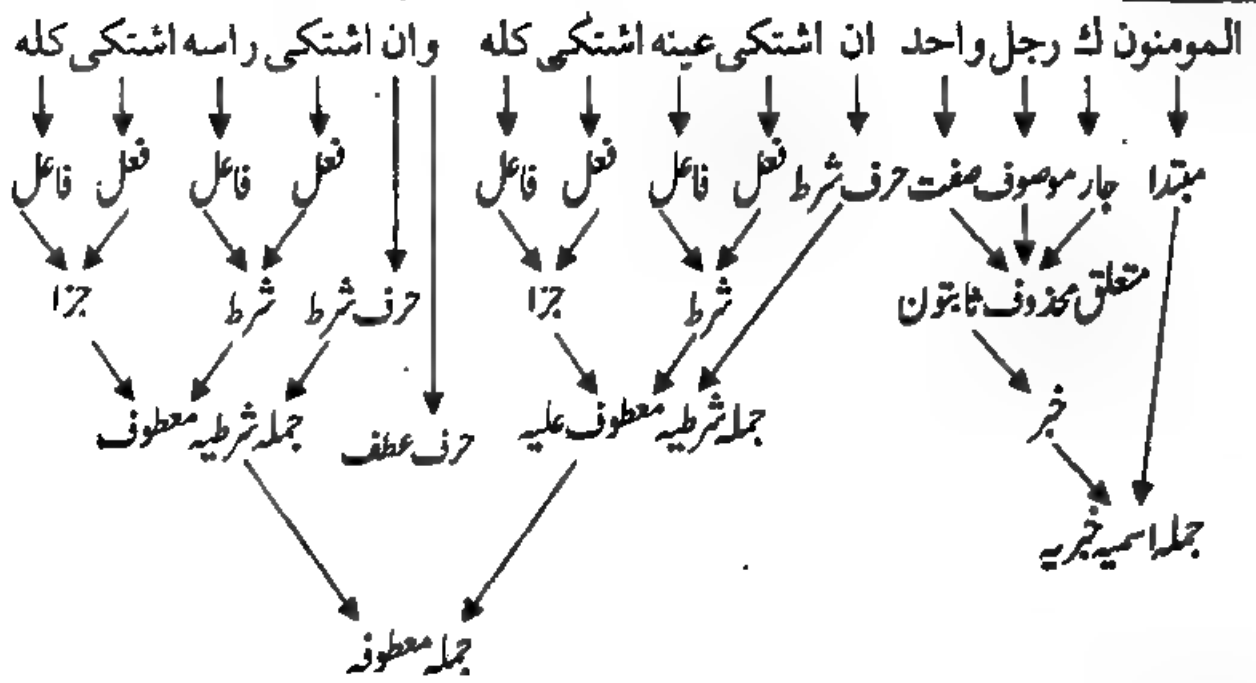 المومنون ك رجل واحد ان اشتكى عينه اشتكى كله وان اشتكى راسه اشتكى كله
مبتدا جار موصوف صفت حرف شرط فعل فاعل فعل فاعل فعل فاعل فعل فاعل
متعلق محذوف ثابتون شرط جزا حرف شرط شرط جزا
خبر جملہ شرطیہ معطوف علیہ حرف عطف جملہ شرطیہ معطوف
جملہ اسمیہ خبریہ
جملہ معطوفہ